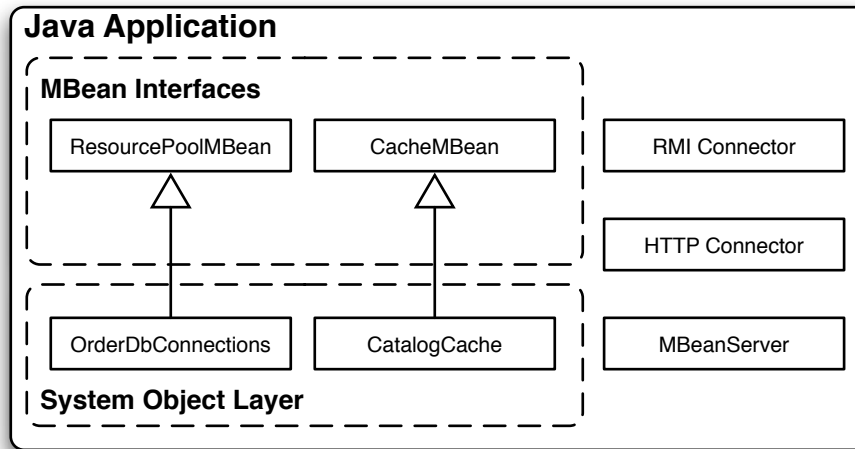 Java Application
MBean Interfaces
ResourcePoolMBean
CacheMBean
RMI Connector
HTTP Connector
OrderDbConnections
CatalogCache
MBeanServer
System Object Layer